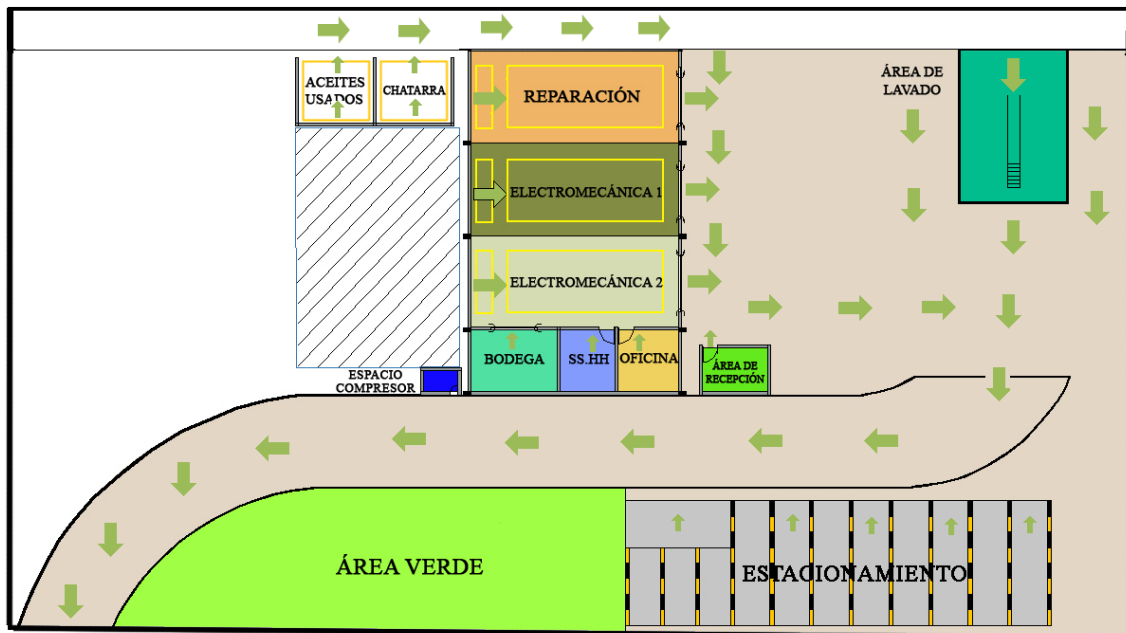 ACEITES
USADOS
CHATARRA
REPARACIÓN
ÁREA DE
LAVADO
ELECTROMECÁNICA 1
ELECTROMECÁNICA 2
BODEGA
SS.HH
OFICINA
ÁREA DE
RECEPCIÓN
ESPACIO
COMPRESOR
ÁREA VERDE
ESTACIONAMIENTO